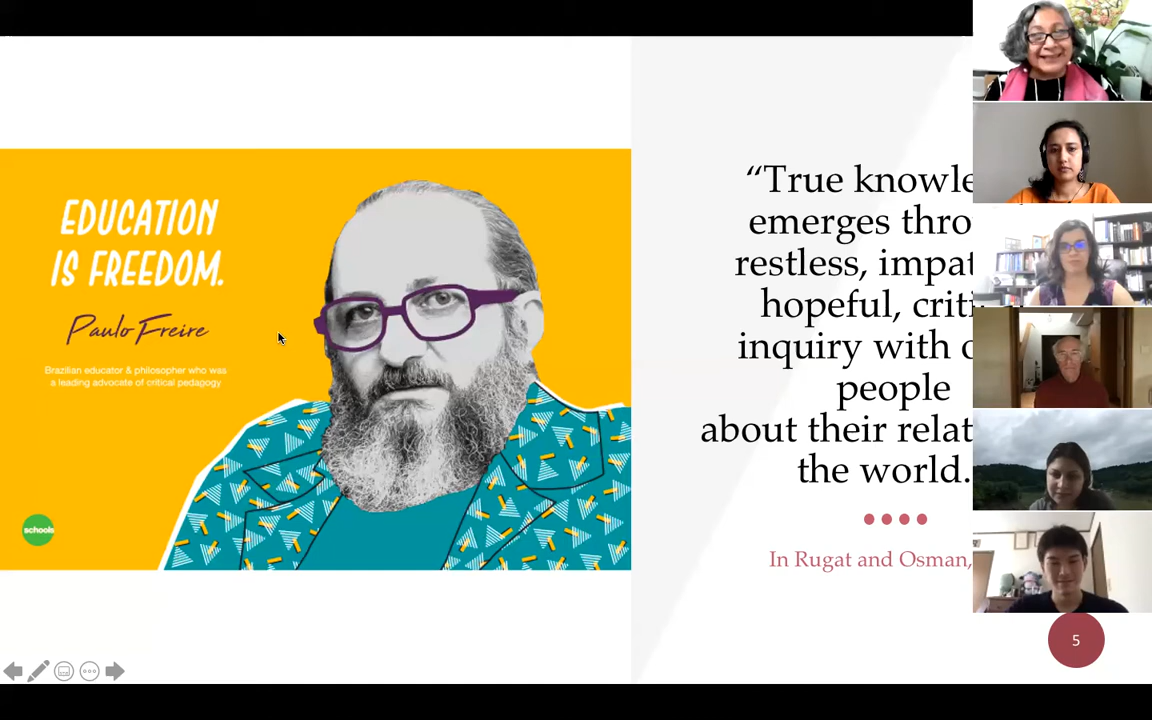 EDUCATION
IS FREEDOM.
Paulo Freire
Brazilian educator & philosopher who was
a leading advocate of critical pedagogy
schools
“True knowle
emerges thro
restless, impat
hopeful, criti
inquiry with o
people
about their relat
the world.
In Rugat and Osman,
5